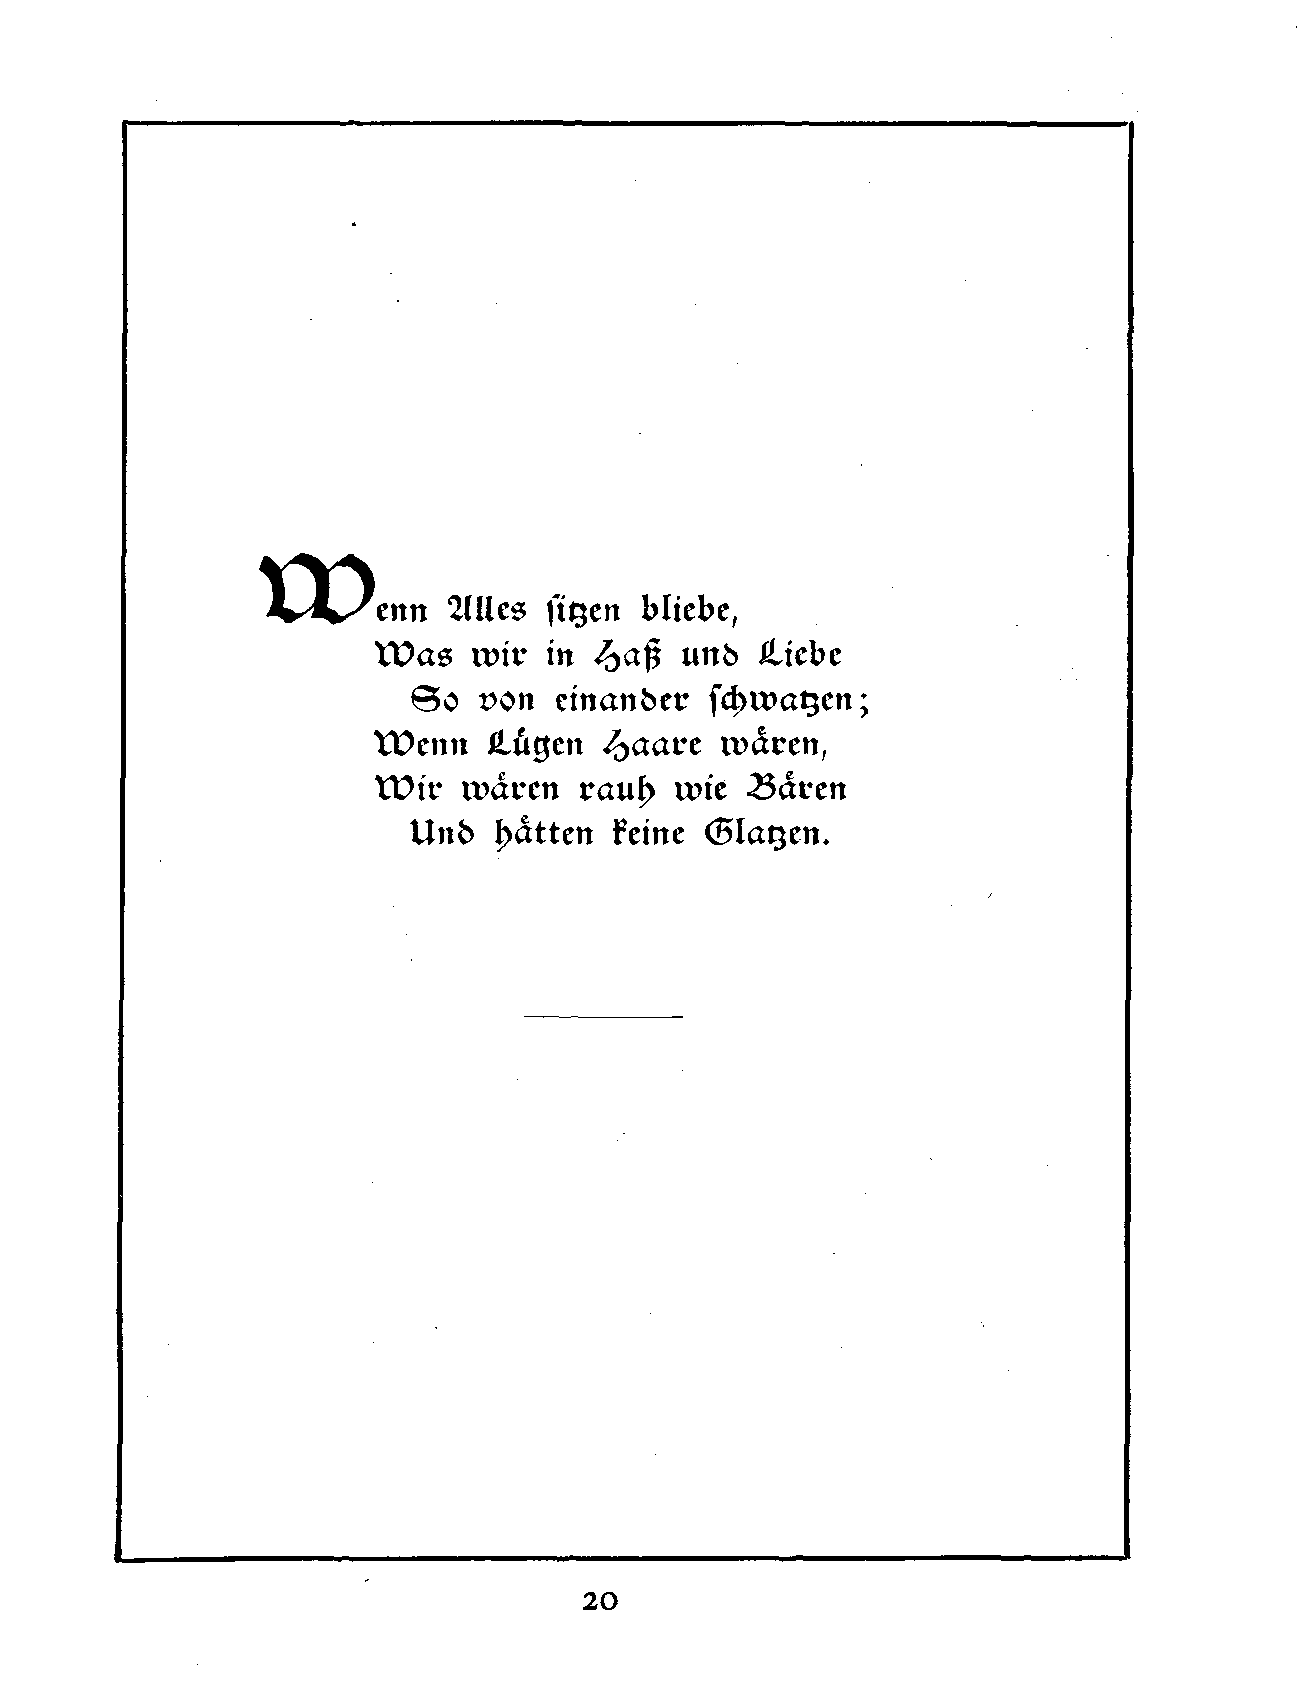 Wenn Alles sitzen bliebe,
Was wir in Haß und Liebe
So von einander schwatzen;
Wenn Lügen Haare wären,
Wir wären rauh wie Bären
Und hätten keine Glatzen.
20